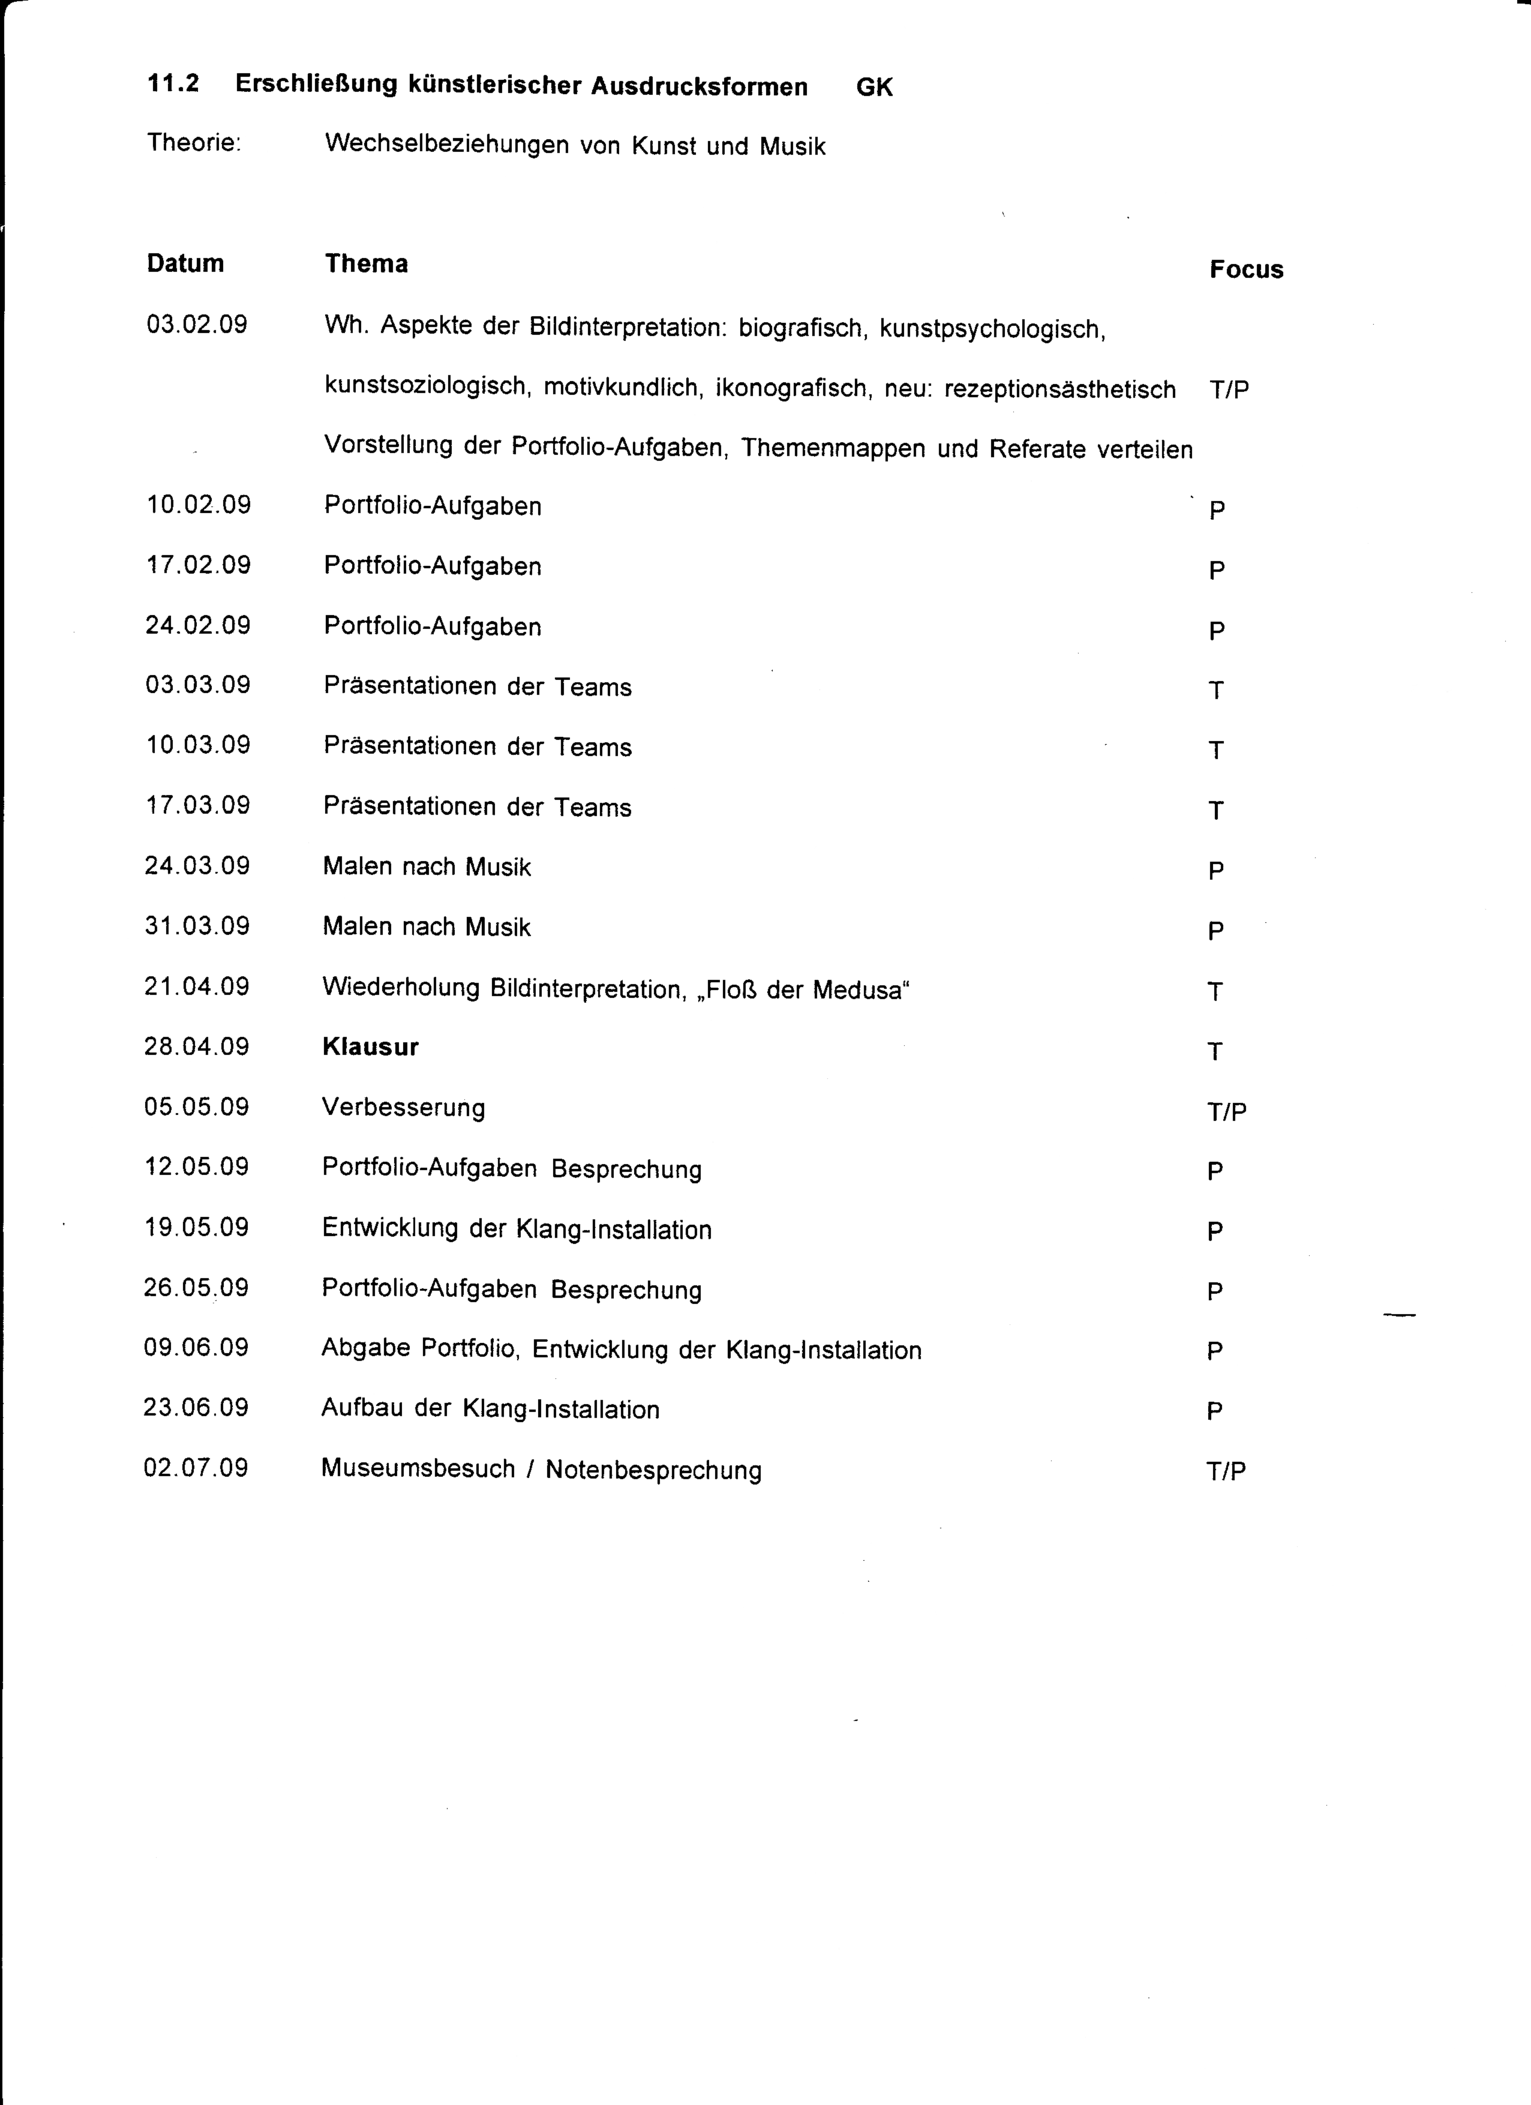 11.2 Erschließung künstlerischer Ausdrucksformen GK
Theorie: Wechselbeziehungen von Kunst und Musik
Datum Thema Focus
03.02.09 Wh. Aspekte der Bildinterpretation: biografisch, kunstpsychologisch,
kunstsoziologisch, motivkundlich, ikonografisch, neu: rezeptionsästhetisch T/P
Vorstellung der Portfolio-Aufgaben, Themenmappen und Referate verteilen
10.02.09 Portfolio-Aufgaben P
17.02.09 Portfolio-Aufgaben P
24.02.09 Portfolio-Aufgaben P
03.03.09 Präsentationen der Teams T
10.03.09 Präsentationen der Teams T
17.03.09 Präsentationen der Teams T
24.03.09 Malen nach Musik P
31.03.09 Malen nach Musik P
21.04.09 Wiederholung Bildinterpretation, „Floß der Medusa“ T
28.04.09 Klausur T
05.05.09 Verbesserung T/P
12.05.09 Portfolio-Aufgaben Besprechung P
19.05.09 Entwicklung der Klang-Installation P
26.05.09 Portfolio-Aufgaben Besprechung P
09.06.09 Abgabe Portfolio, Entwicklung der Klang-Installation P
23.06.09 Aufbau der Klang-Installation P
02.07.09 Museumsbesuch / Notenbesprechung T/P